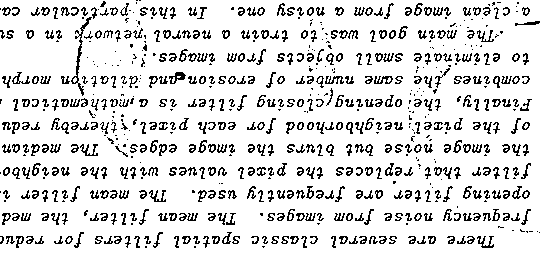 There are several classic spatial filters for reduc
frequency noise from images. The mean filter, the med
opening filter are frequently used. The mean filter i
filter that replaces the pixel values with the neighbo
the image noise but blurs the image edges. The median
of the pixel neighborhood for each pixel, thereby redu
Finally, the opening closing filter is a mathematical
combines the same number of erosion and dilation morph
to eliminate small objects from images.
The main goal was to train a neural network in a su
a clean image from a noisy one. In this particular ca